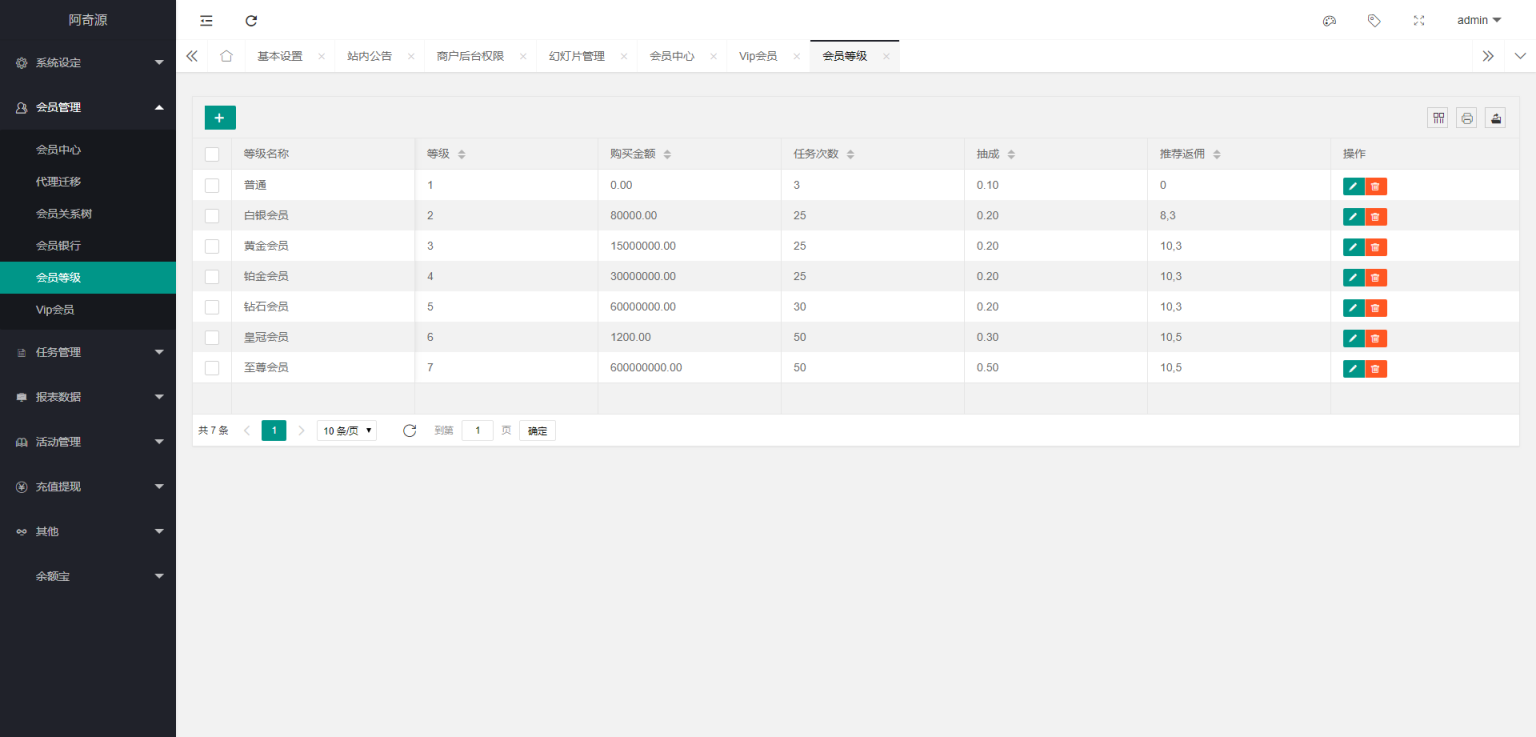 阿奇源
admin
系统设定
会员管理
会员中心
代理迁移
会员关系树
会员银行
会员等级
Vip会员
任务管理
报表数据
活动管理
充值提现
其他
余额宝
基本设置 站内公告 商户后台权限 幻灯片管理 会员中心 Vip会员 会员等级
等级名称 等级 购买金额 任务次数 抽成 推荐返佣 操作
普通 1 0.00 3 0.10 0
白银会员 2 80000.00 25 0.20 8,3
黄金会员 3 15000000.00 25 0.20 10,3
铂金会员 4 30000000.00 25 0.20 10,3
钻石会员 5 60000000.00 30 0.20 10,3
皇冠会员 6 1200.00 50 0.30 10,5
至尊会员 7 600000000.00 50 0.50 10,5
共 7 条 1 10 条/页 到第 1 页 确定